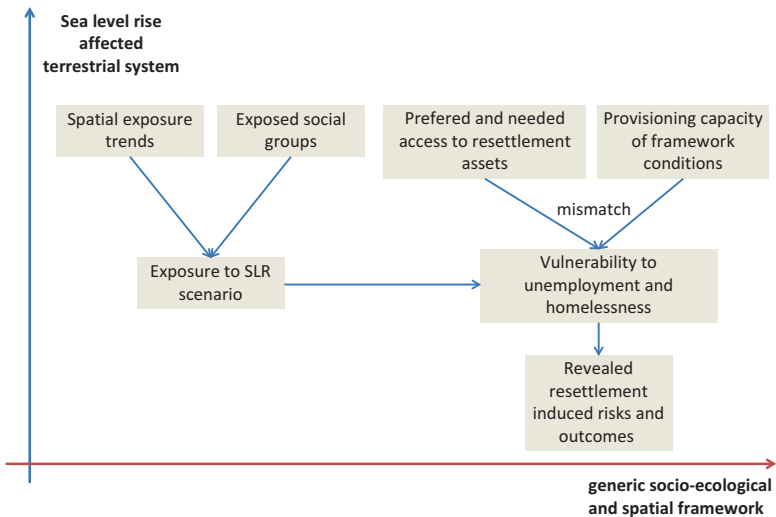 Sea level rise
affected
terrestrial system
Spatial exposure
trends
Exposed social
groups
Prefered and needed
access to resettlement
assets
Provisioning capacity
of framework
conditions
mismatch
Exposure to SLR
scenario
Vulnerability to
unemployment and
homelessness
Revealed
resettlement
induced risks and
outcomes
generic socio-ecological
and spatial framework